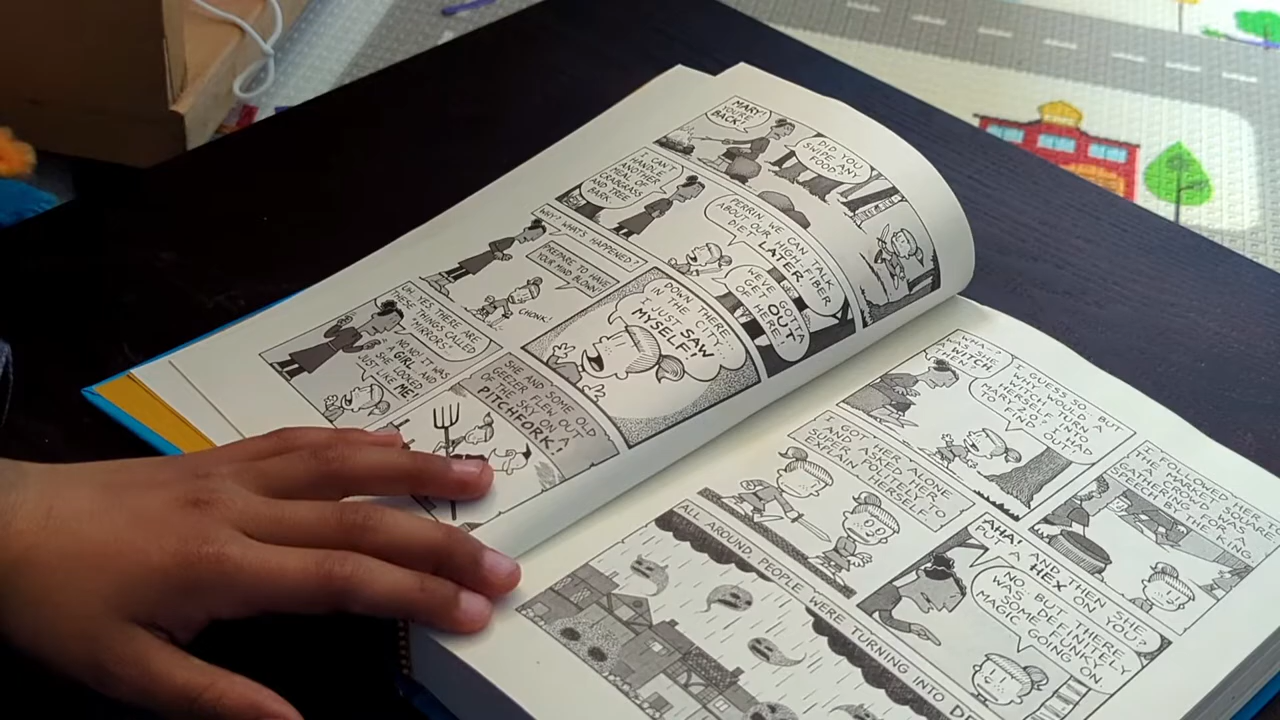 MARY!
YOU'RE
BACK!
DID YOU
SWIPE ANY
FOOD?
I CAN'T
HANDLE
ANOTHER
MEAL OF
CRABGRASS
AND TREE
BARK.
PERRIN, WE CAN TALK
ABOUT OUR HIGH-FIBER
DIET LATER.
WE'VE GOTTA
GET OUT
OF HERE!
WHY? WHAT'S HAPPENED?
PREPARE TO HAVE
YOUR MIND BLOWN!
CHONK!
DOWN
IN THE CITY,
I JUST SAW
MYSELF!
UH, YES. THERE ARE
THESE THINGS CALLED
"MIRRORS."
NO, NO! IT WAS
A GIRL, AND
SHE LOOKED
JUST LIKE ME!
SHE AND SOME OLD
GEEZER FLEW OUT
OF THE SKY ON A
PITCHFORK!
WHA--?
WAS SHE
A WITCH
THEN?
I GUESS SO. BUT
WHY WOULD A
WITCH TURN
HERSELF INTO
MARY KNIFE? I HAD
TO FIND OUT!
I FOLLOWED HER TO
THE MARKET SQUARE.
A CROWD WAS
GATHERING FOR A
SPEECH BY THE KING.
I GOT HER ALONE
AND ASKED HER,
SUPER POLITE, TO
EXPLAIN HERSELF.
AHA! AND THEN SHE
PUT A HEX ON YOU?
NO. BUT THERE
WAS DEFINITELY
SOME FUNKY
MAGIC GOING ON.
ALL AROUND, PEOPLE WERE TURNING INTO